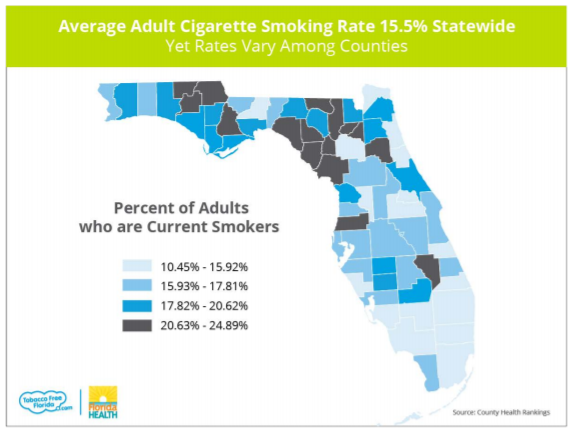 Average Adult Cigarette Smoking Rate 15.5% Statewide
Yet Rates Vary Among Counties
Percent of Adults
who are Current Smokers
10.45% - 15.92%
15.93% - 17.81%
17.82% - 20.62%
20.63% - 24.89%
Tobacco Free
Florida
.com
Florida
HEALTH
Source: County Health Rankings